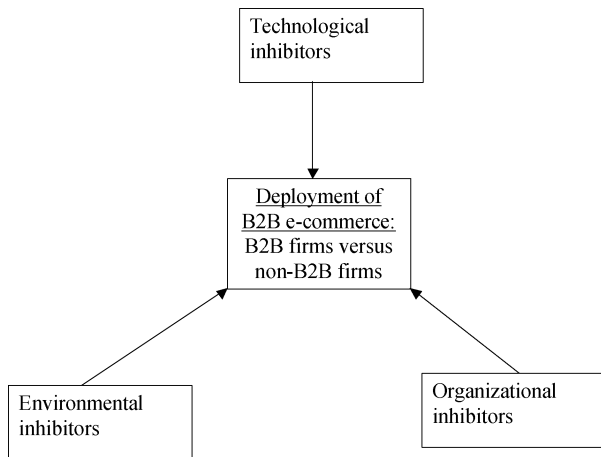 Technological
inhibitors
Deployment of
B2B e-commerce:
B2B firms versus
non-B2B firms
Environmental
inhibitors
Organizational
inhibitors